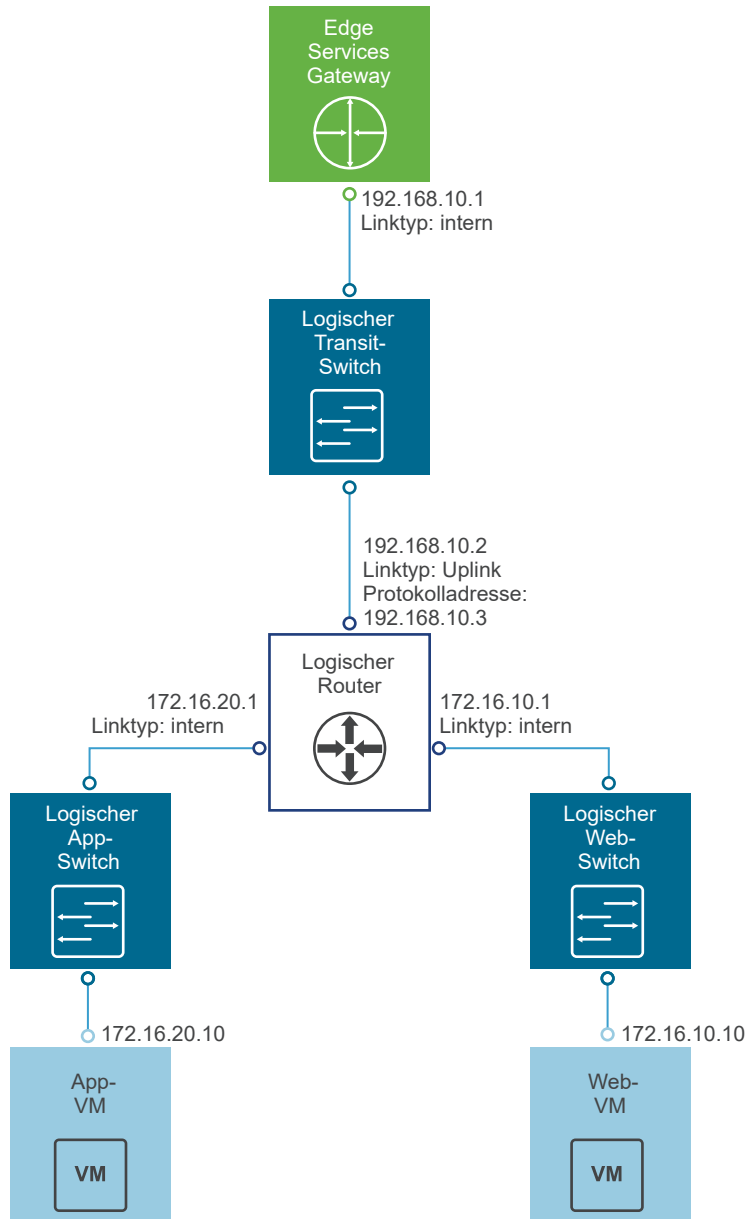 Edge
Services
Gateway
192.168.10.1
Linktyp: intern
Logischer
Transit-
Switch
192.168.10.2
Linktyp: Uplink
Protokolladresse:
192.168.10.3
Logischer
Router
172.16.20.1
Linktyp: intern
172.16.10.1
Linktyp: intern
Logischer
App-
Switch
Logischer
Web-
Switch
172.16.20.10
172.16.10.10
App-
VM
VM
Web-
VM
VM